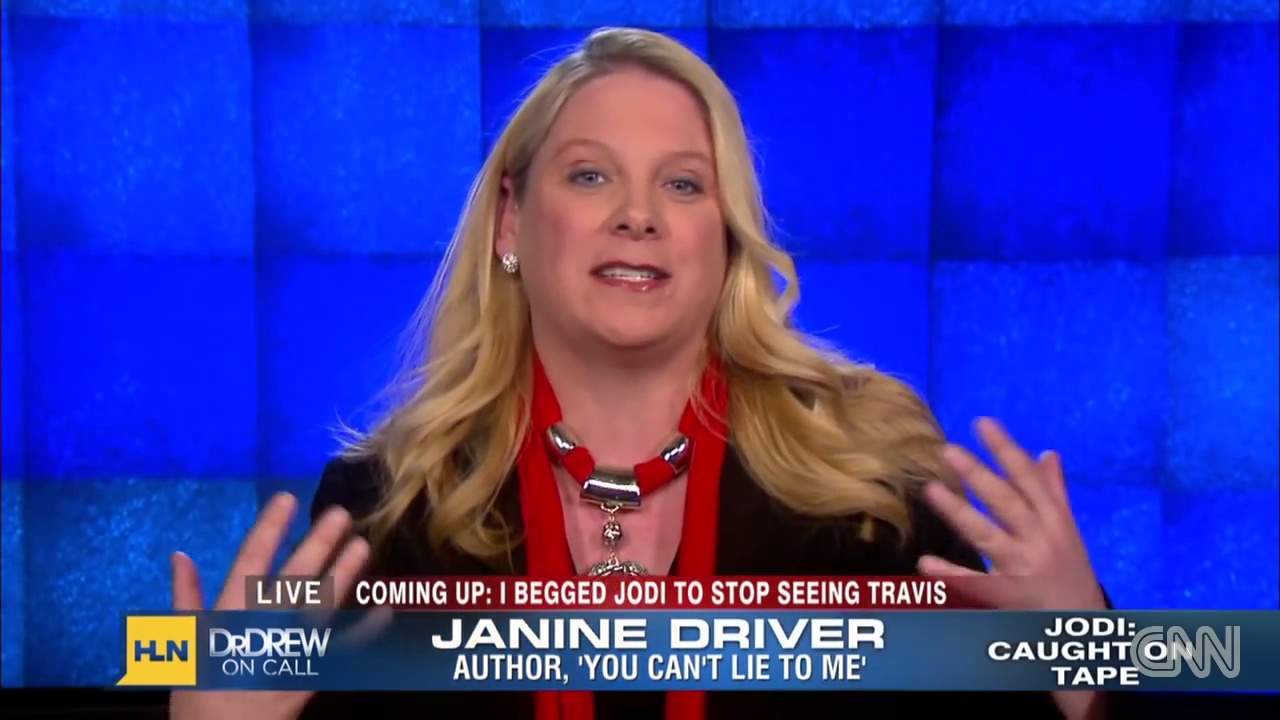 LIVE COMING UP: I BEGGED JODI TO STOP SEEING TRAVIS
HLN DRDREW ON CALL
JANINE DRIVER
AUTHOR, 'YOU CAN'T LIE TO ME'
JODI:
CAUGHT ON
TAPE
CNN